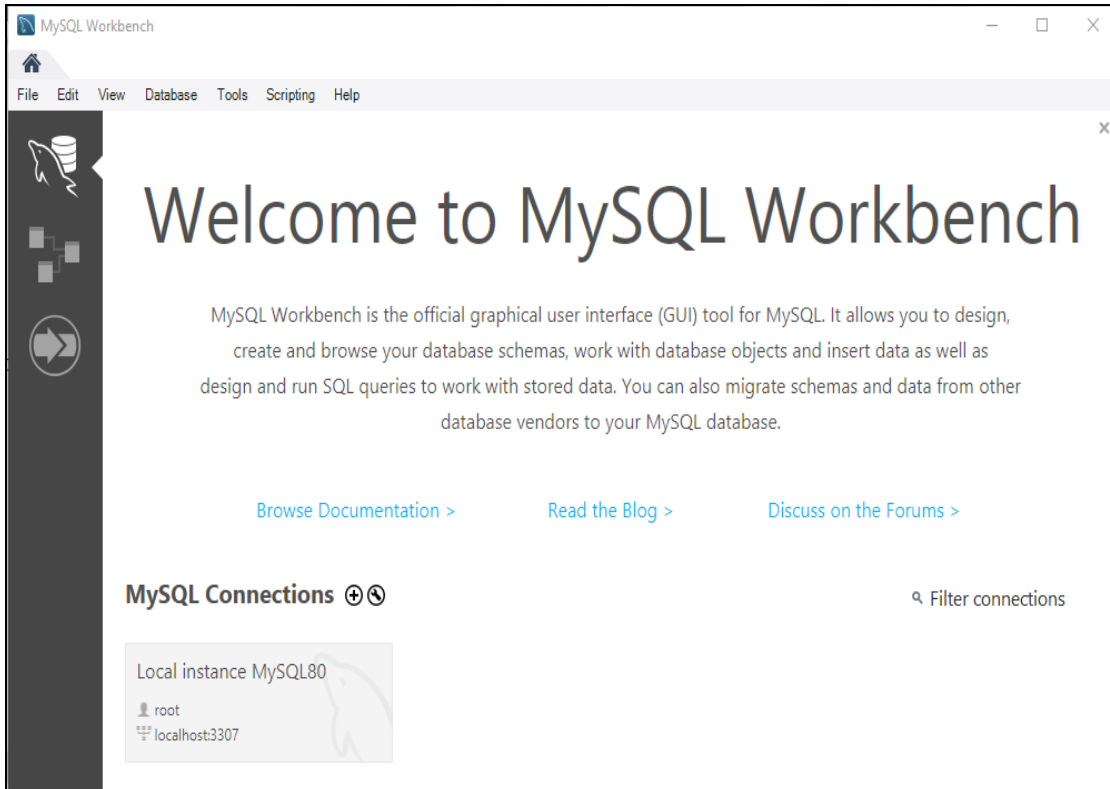 MySQL Workbench
File Edit View Database Tools Scripting Help
Welcome to MySQL Workbench
MySQL Workbench is the official graphical user interface (GUI) tool for MySQL. It allows you to design,
create and browse your database schemas, work with database objects and insert data as well as
design and run SQL queries to work with stored data. You can also migrate schemas and data from other
database vendors to your MySQL database.
Browse Documentation > Read the Blog > Discuss on the Forums >
MySQL Connections Filter connections
Local instance MySQL80
root
localhost:3307